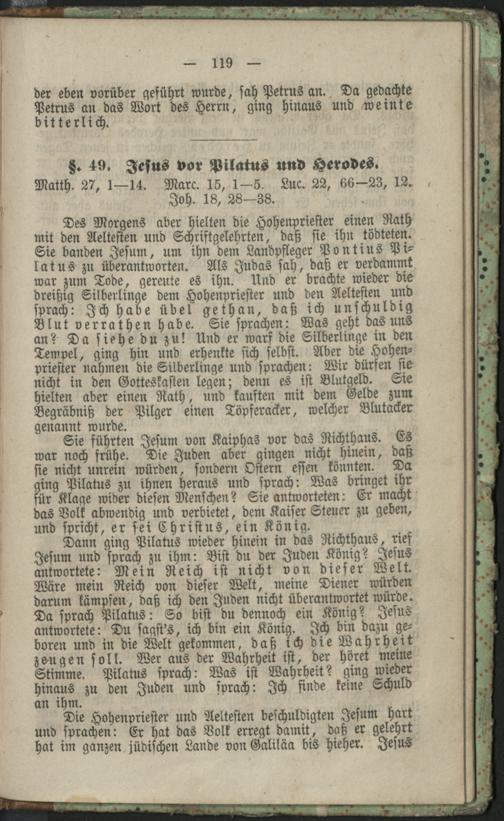 — 119 —
der eben vorüber geführt wurde, sah Petrus an. Da gedachte
Petrus an das Wort des Herrn, ging hinaus und weinte
bitterlich.
§. 49. Jesus vor Pilatus und Herodes.
Matth. 27, 1—14. Marc. 15, 1—5. Luc. 22, 66—23, 12.
Joh. 18, 28—38.
Des Morgens aber hielten die Hohenpriester einen Rath
mit den Aeltesten und Schriftgelehrten, daß sie ihn tödteten.
Sie banden Jesum, um ihn dem Landpfleger Pontius Pi-
latus zu überantworten. Als Judas sah, daß er verdammt
war zum Tode, gereute es ihn. Und er brachte wieder die
dreißig Silberlinge dem Hohenpriester und den Aeltesten und
sprach: Ich habe übel gethan, daß ich unschuldig
Blut verrathen habe. Sie sprachen: Was geht das uns
an? Da siehe du zu! Und er warf die Silberlinge in den
Tempel, ging hin und erhenkte sich selbst. Aber die Hohen-
priester nahmen die Silberlinge und sprachen: Wir dürfen sie
nicht in den Gotteskasten legen; denn es ist Blutgeld. Sie
hielten aber einen Rath, und kauften mit dem Gelde zum
Begräbniß der Pilger einen Töpferacker, welcher Blutacker
genannt wurde.
Sie führten Jesum von Kaiphas vor das Richthaus. Es
war noch frühe. Die Juden aber gingen nicht hinein, daß
sie nicht unrein würden, sondern Ostern essen könnten. Da
ging Pilatus zu ihnen heraus und sprach: Was bringet ihr
für Klage wider diesen Menschen? Sie antworteten: Er macht
das Volk abwendig und verbietet, dem Kaiser Steuer zu geben,
und spricht, er sei Christus, ein König.
Dann ging Pilatus wieder hinein in das Richthaus, rief
Jesum und sprach zu ihm: Bist du der Juden König? Jesus
antwortete: Mein Reich ist nicht von dieser Welt.
Wäre mein Reich von dieser Welt, meine Diener würden
darum kämpfen, daß ich den Juden nicht überantwortet würde.
Da sprach Pilatus: So bist du dennoch ein König? Jesus
antwortete: Du sagst's, ich bin ein König. Ich bin dazu ge-
boren und in die Welt gekommen, daß ich die Wahrheit
zeugen soll. Wer aus der Wahrheit ist, der höret meine
Stimme. Pilatus sprach: Was ist Wahrheit? ging wieder
hinaus zu den Juden und sprach: Ich finde keine Schuld
an ihm.
Die Hohenpriester und Aeltesten beschuldigten Jesum hart
und sprachen: Er hat das Volk erregt damit, daß er gelehrt
hat im ganzen jüdischen Lande von Galiläa bis hieher. Jesus